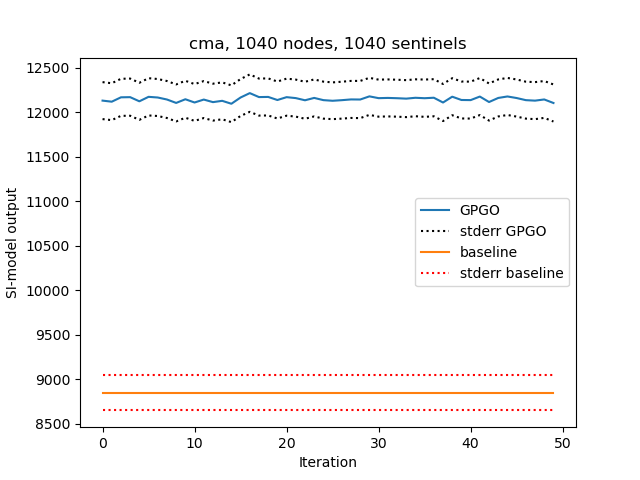 cma, 1040 nodes, 1040 sentinels
12500
12000
11500
11000
10500
10000
9500
9000
8500
SI-model output
GPGO
stderr GPGO
baseline
stderr baseline
0 10 20 30 40 50
Iteration